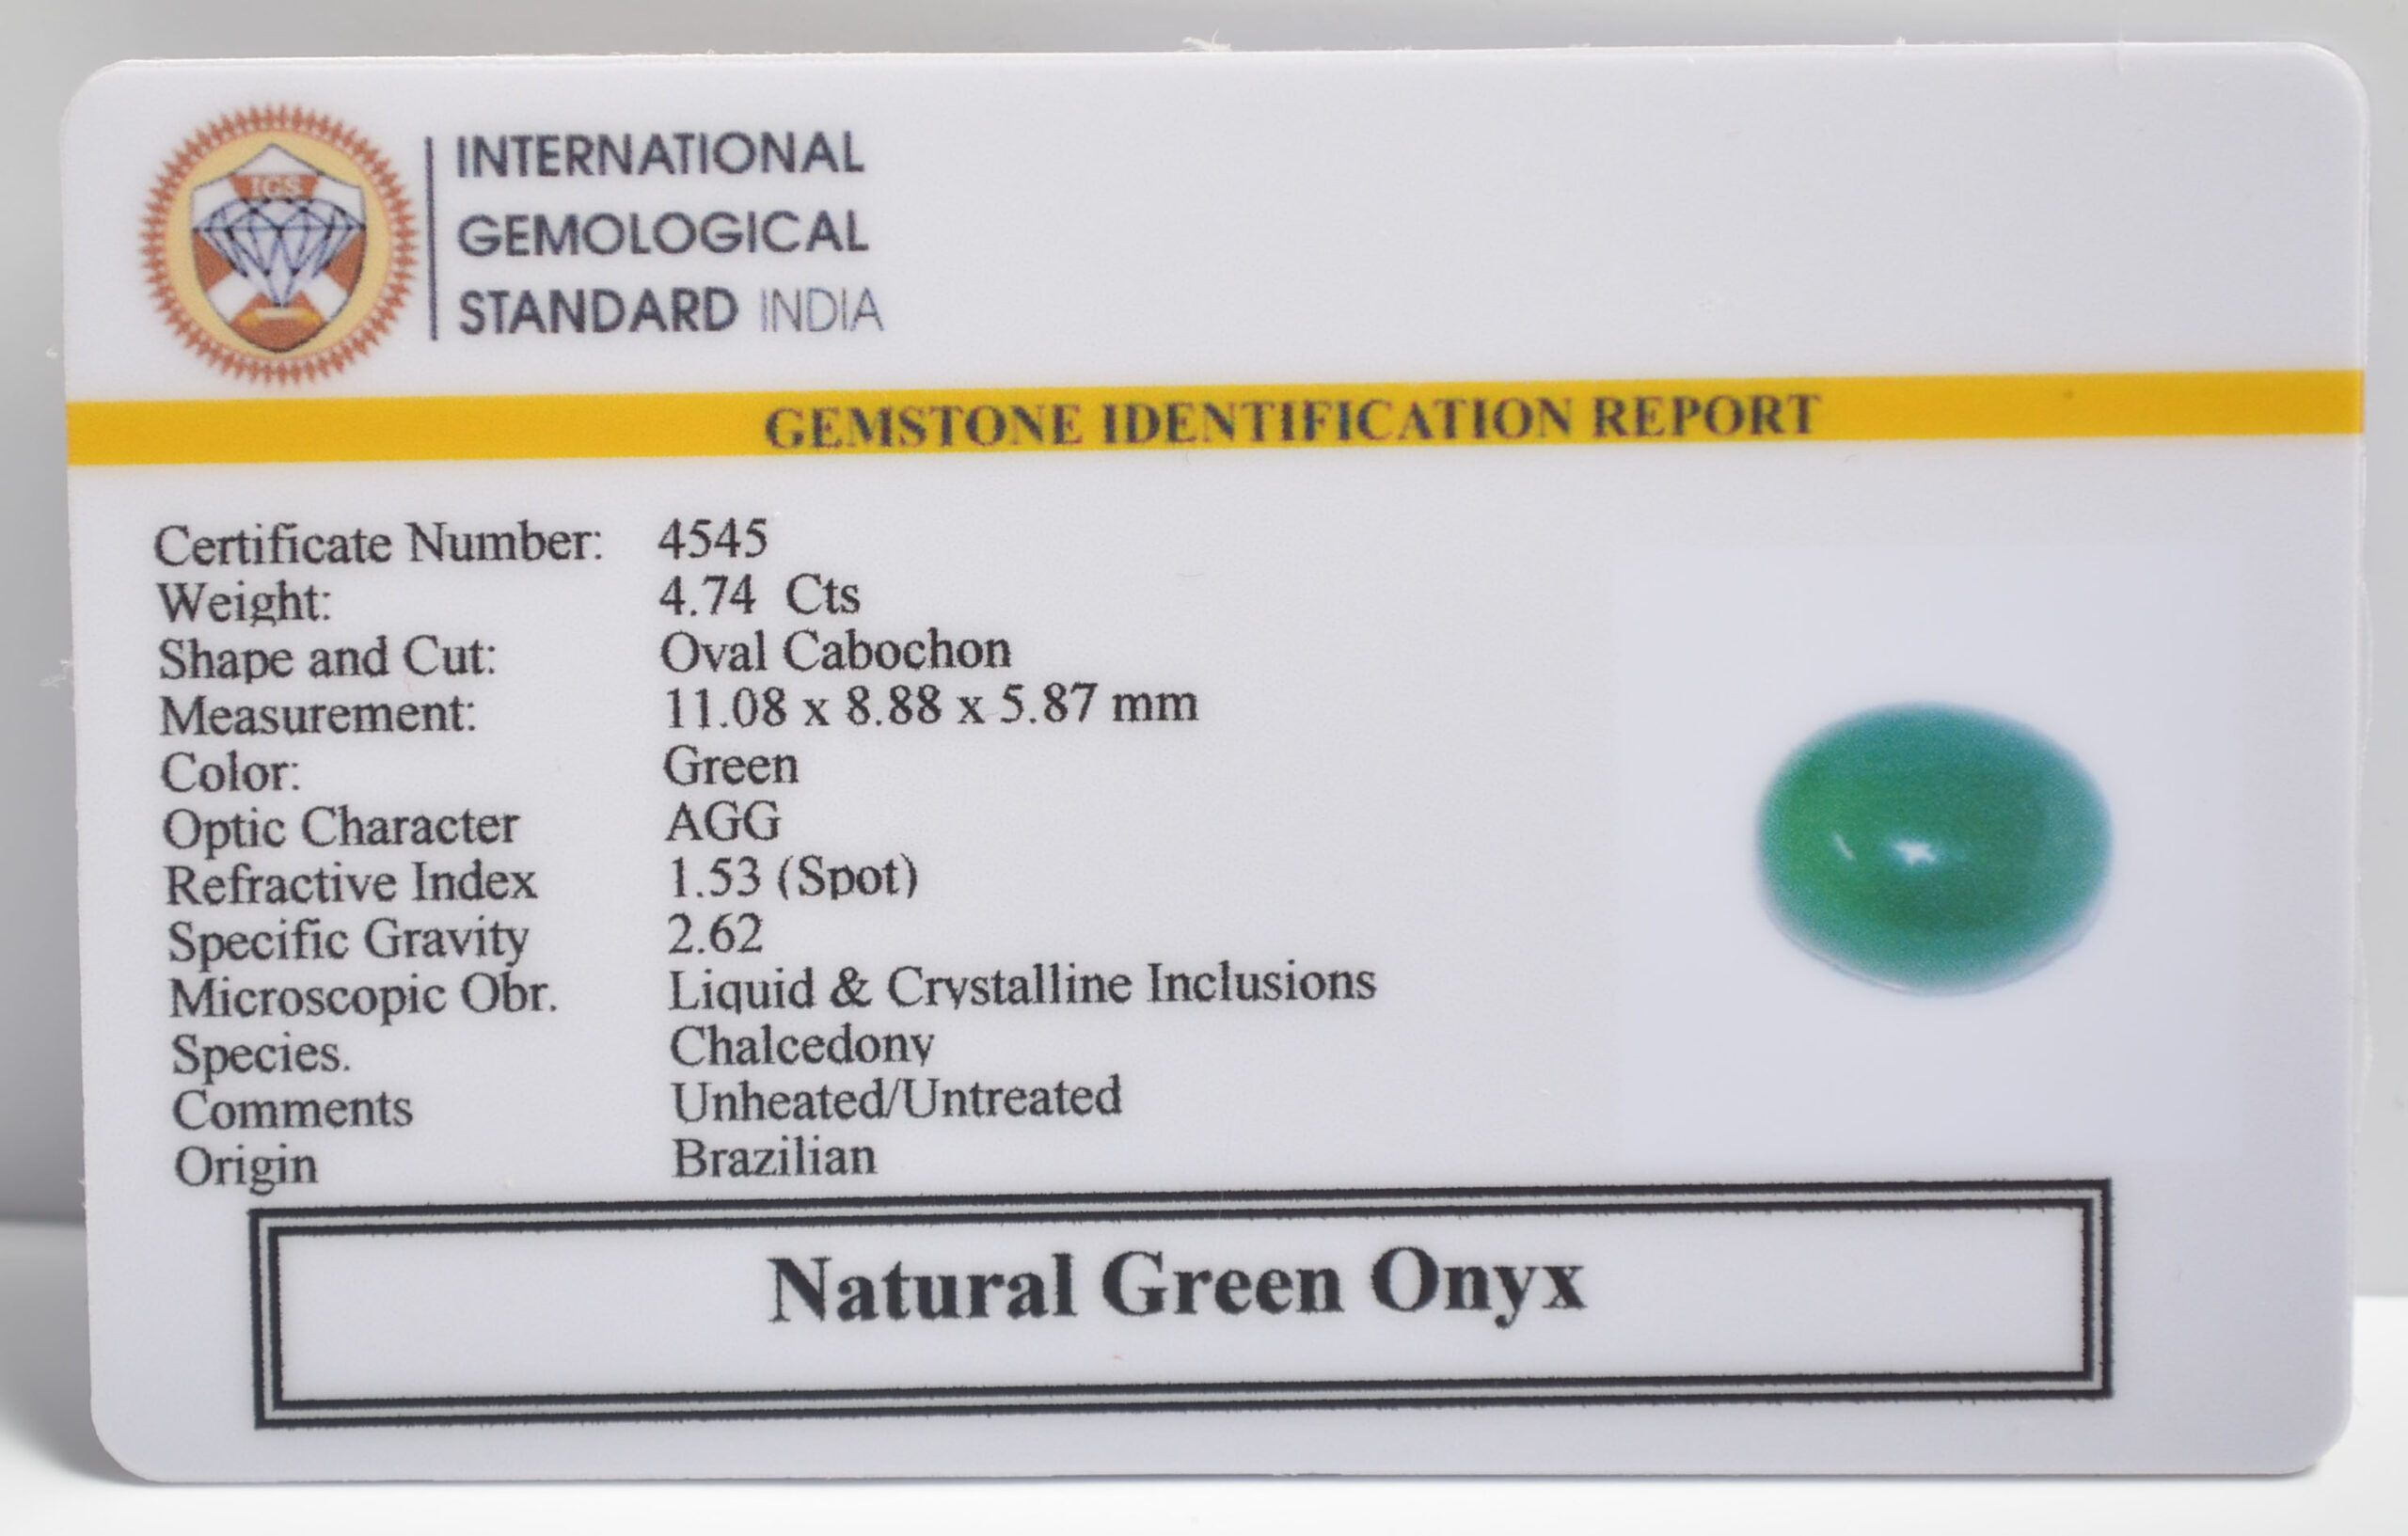 IGS
INTERNATIONAL
GEMOLOGICAL
STANDARD INDIA
GEMSTONE IDENTIFICATION REPORT
Certificate Number: 4545
Weight: 4.74 Cts
Shape and Cut: Oval Cabochon
Measurement: 11.08 x 8.88 x 5.87 mm
Color: Green
Optic Character AGG
Refractive Index 1.53 (Spot)
Specific Gravity 2.62
Microscopic Obr. Liquid & Crystalline Inclusions
Species. Chalcedony
Comments Unheated/Untreated
Origin Brazilian
Natural Green Onyx